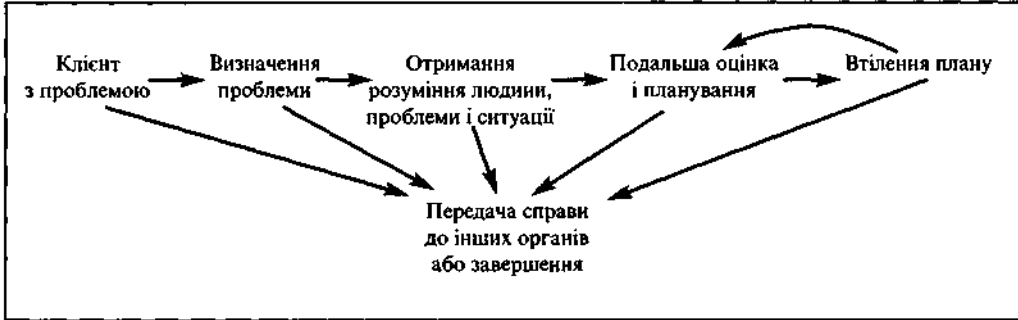 Клієнт
з проблемою
Визначення
проблеми
Отримання
розуміння людини,
проблеми і ситуації
Подальша оцінка
і планування
Втілення плану
Передача справи
до інших органів
або завершення